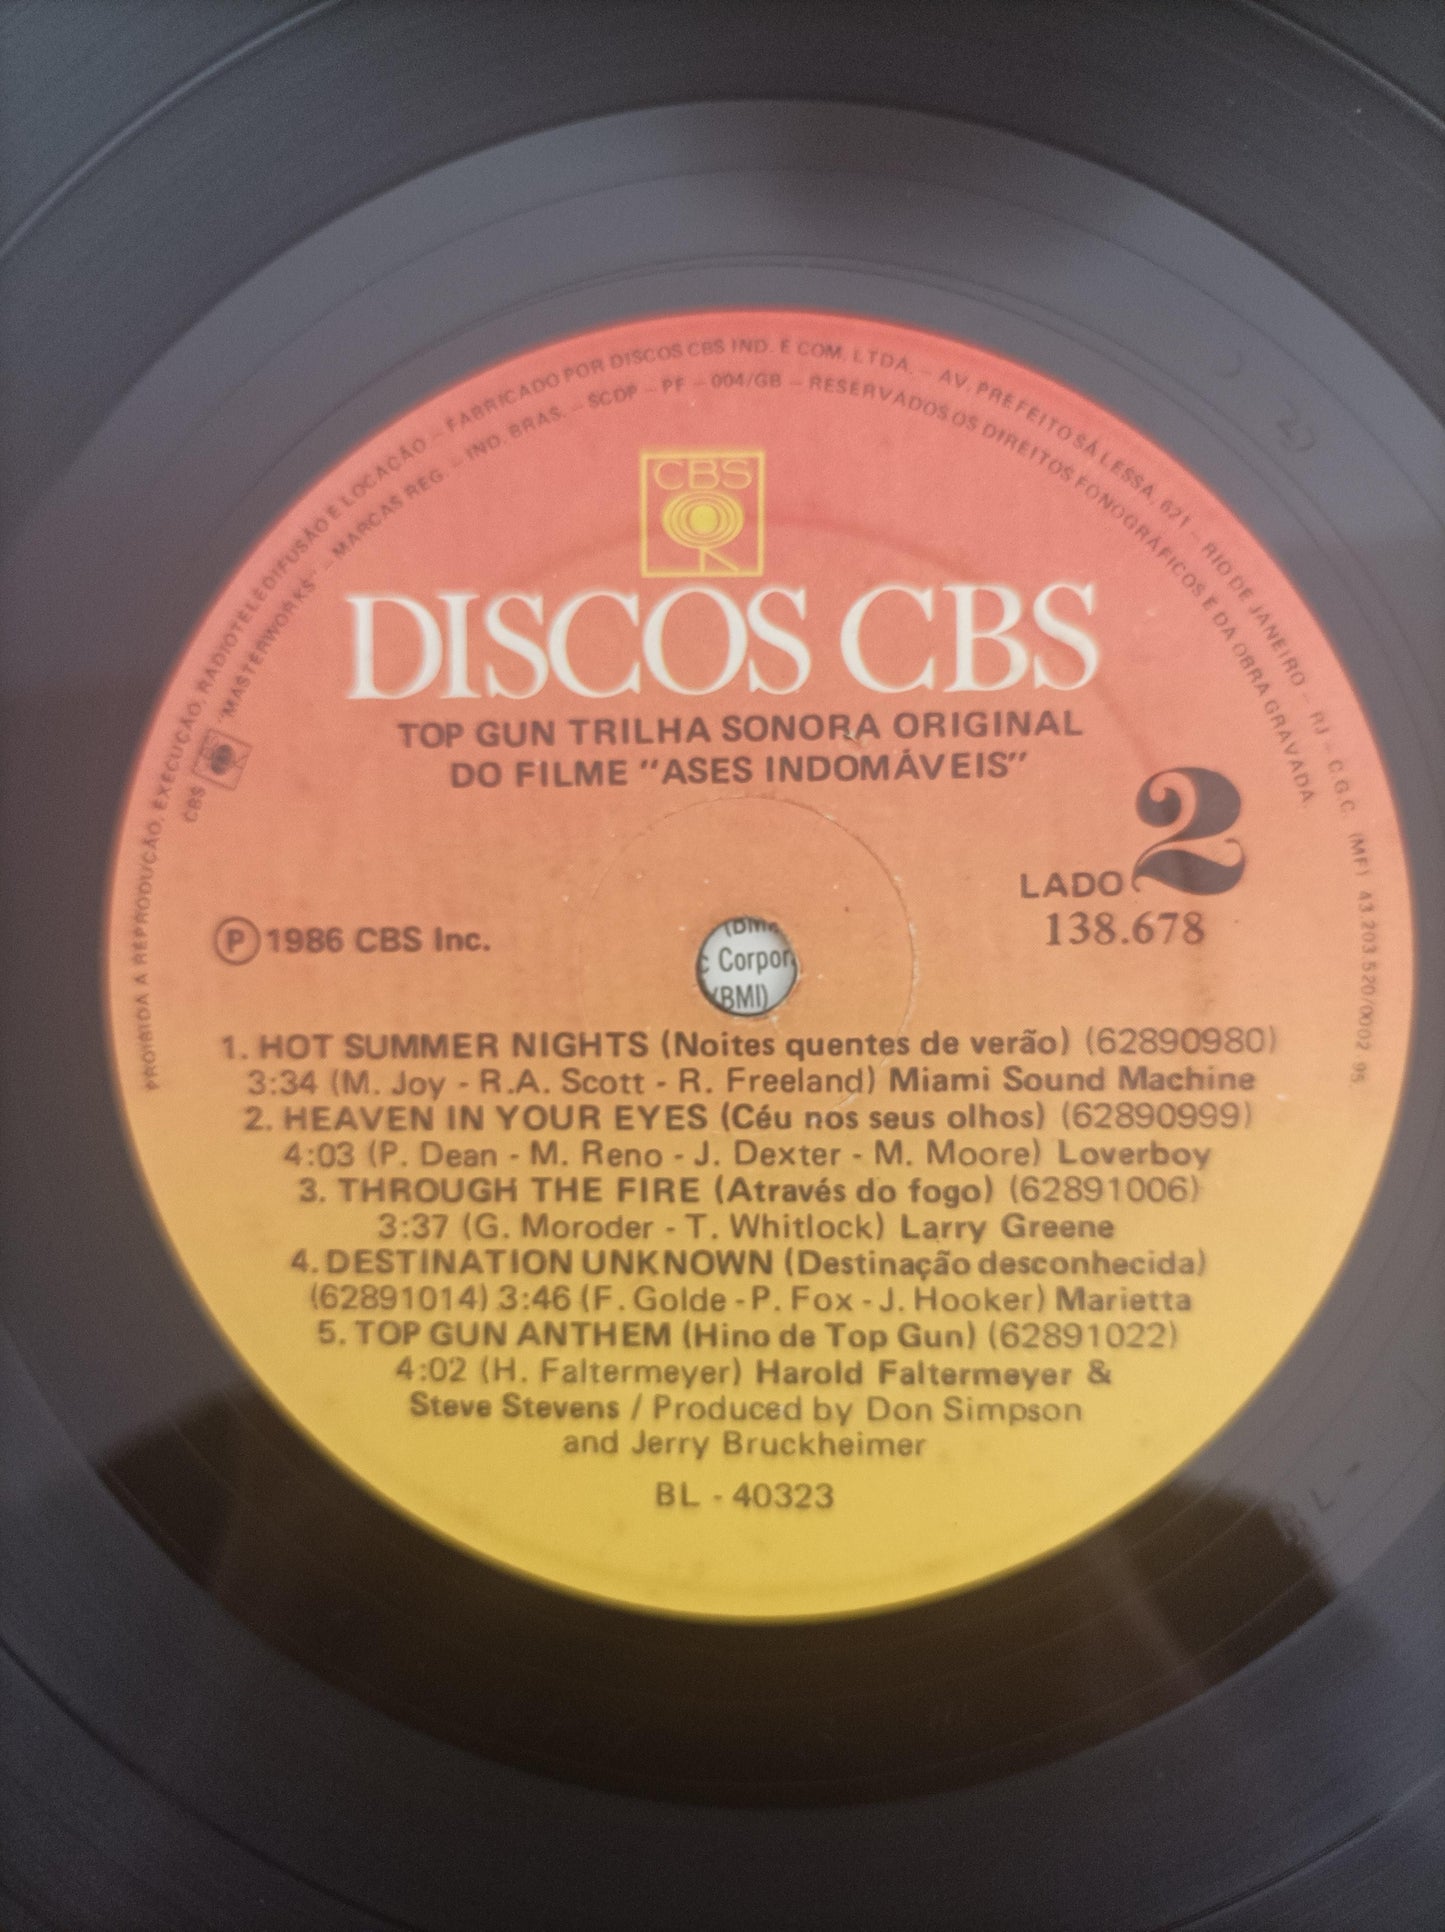 PROIBIDA A REPRODUÇÃO, EXECUÇÃO, RADIOTELEDIFUSÃO E LOCAÇÃO – FABRICADO POR DISCOS CBS IND. E COM. LTDA. – AV. PREFEITO SÁ LESSA, 621 – RIO DE JANEIRO – RJ – C.G.C. (MF) 43.203.520/0002 95
CBS "MASTERWORKS" – MARCAS REG. – IND. BRAS. – SCDP – PF – 004/GB – RESERVADOS OS DIREITOS FONOGRÁFICOS E DA OBRA GRAVADA.
CBS
DISCOS CBS
TOP GUN TRILHA SONORA ORIGINAL
DO FILME "ASES INDOMÁVEIS"
LADO 2
138.678
Ⓟ 1986 CBS Inc.
c Corpor
(BMI)
1. HOT SUMMER NIGHTS (Noites quentes de verão) (62890980)
3:34 (M. Joy - R.A. Scott - R. Freeland) Miami Sound Machine
2. HEAVEN IN YOUR EYES (Céu nos seus olhos) (62890999)
4:03 (P. Dean - M. Reno - J. Dexter - M. Moore) Loverboy
3. THROUGH THE FIRE (Através do fogo) (62891006)
3:37 (G. Moroder - T. Whitlock) Larry Greene
4. DESTINATION UNKNOWN (Destinação desconhecida)
(62891014) 3:46 (F. Golde - P. Fox - J. Hooker) Marietta
5. TOP GUN ANTHEM (Hino de Top Gun) (62891022)
4:02 (H. Faltermeyer) Harold Faltermeyer &
Steve Stevens / Produced by Don Simpson
and Jerry Bruckheimer
BL - 40323